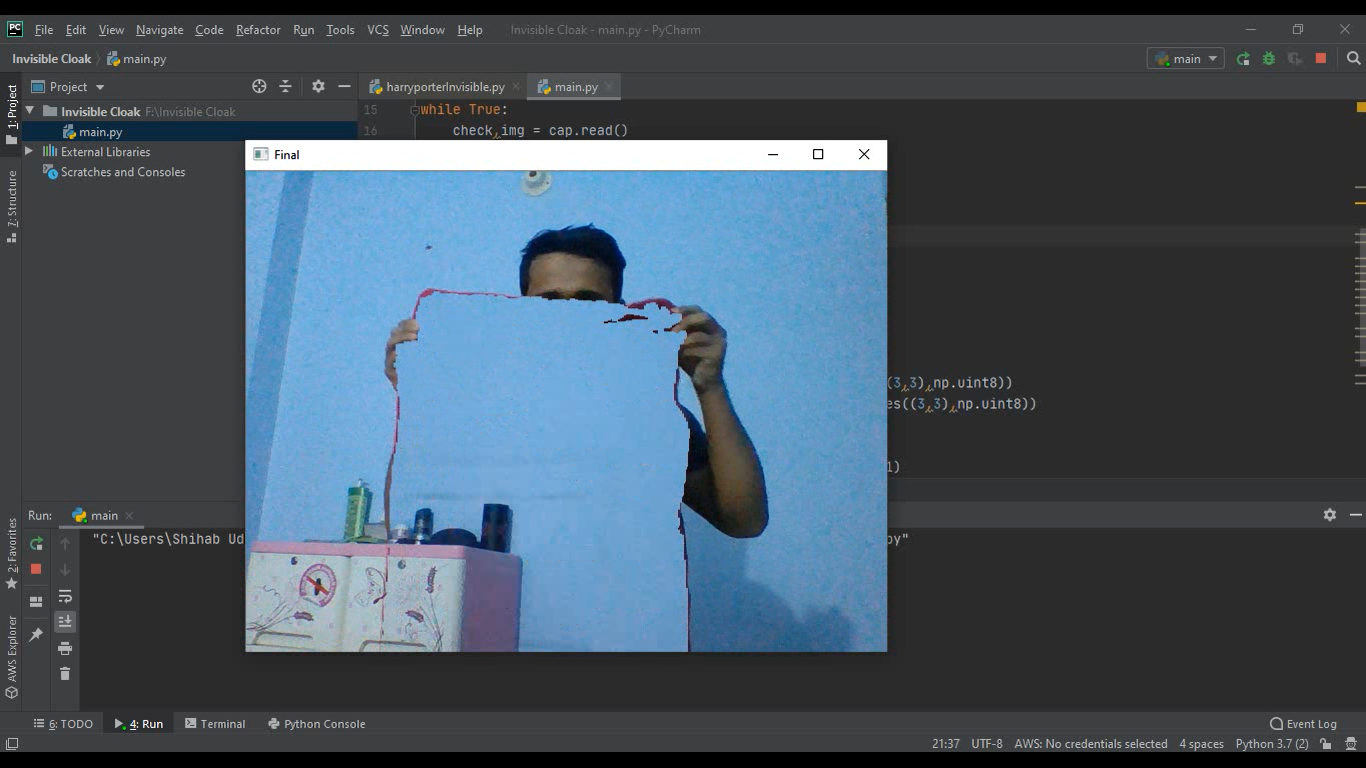 PC File Edit View Navigate Code Refactor Run Tools VCS Window Help Invisible Cloak - main.py - PyCharm
Invisible Cloak main.py main
1: Project
Project
harryporterInvisible.py main.py
Invisible Cloak F:\Invisible Cloak
main.py
External Libraries
Scratches and Consoles
7: Structure
15 while True:
16 check,img = cap.read()
Final
(3,3),np.uint8))
es((3,3),np.uint8))
1)
2: Favorites
AWS Explorer
Run: main
"C:\Users\Shihab Ud
py"
6: TODO 4: Run Terminal Python Console Event Log
21:37 UTF-8 AWS: No credentials selected 4 spaces Python 3.7 (2)